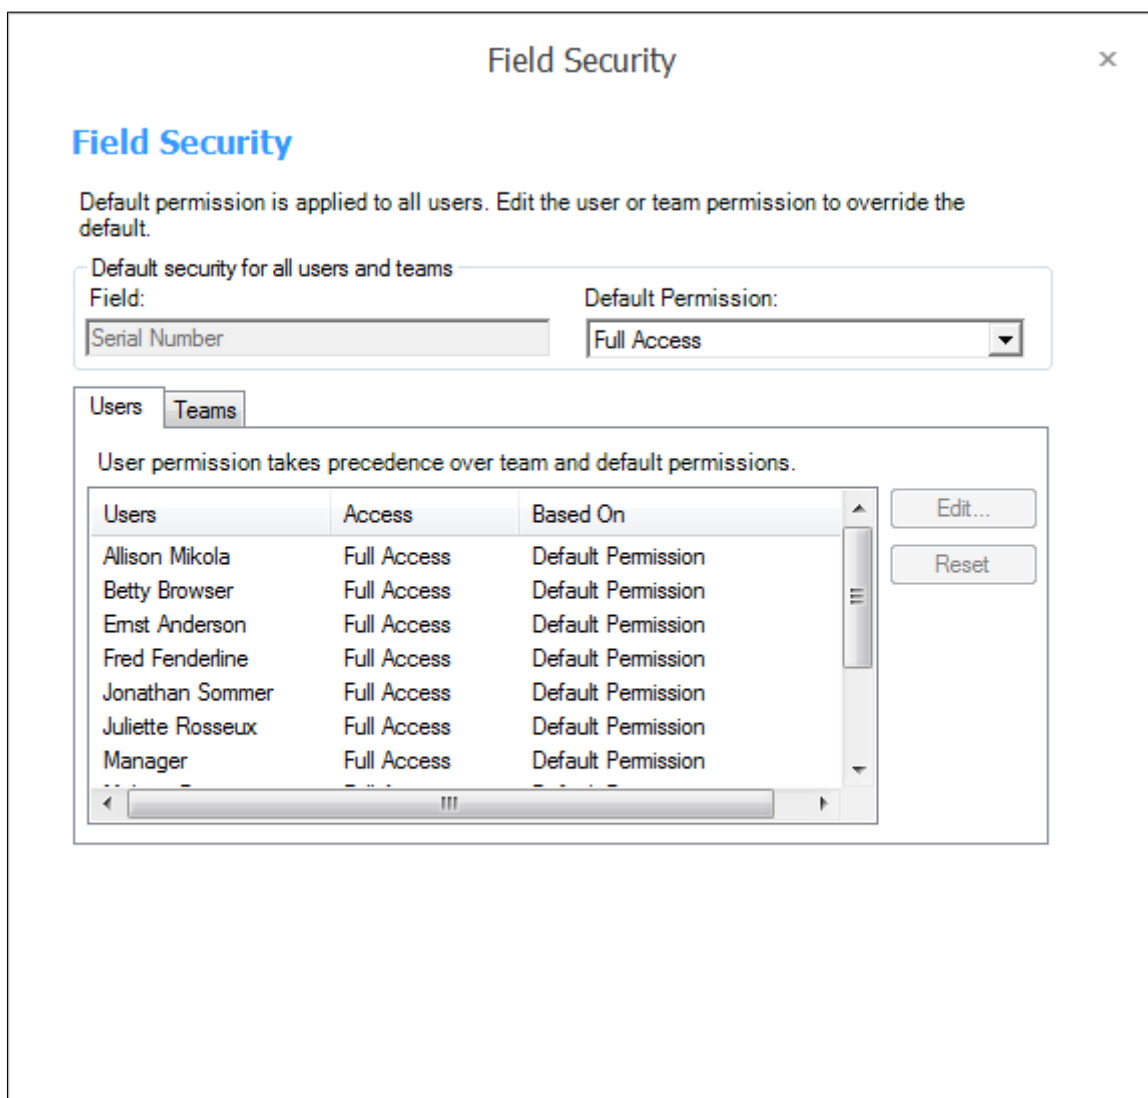 Field Security
×
Field Security
Default permission is applied to all users. Edit the user or team permission to override the
default.
Default security for all users and teams
Field:
Default Permission:
Serial Number
Full Access
Users
Teams
User permission takes precedence over team and default permissions.
Users Access Based On
Edit...
Allison Mikola Full Access Default Permission
Reset
Betty Browser Full Access Default Permission
Ernst Anderson Full Access Default Permission
Fred Fenderline Full Access Default Permission
Jonathan Sommer Full Access Default Permission
Juliette Rosseux Full Access Default Permission
Manager Full Access Default Permission